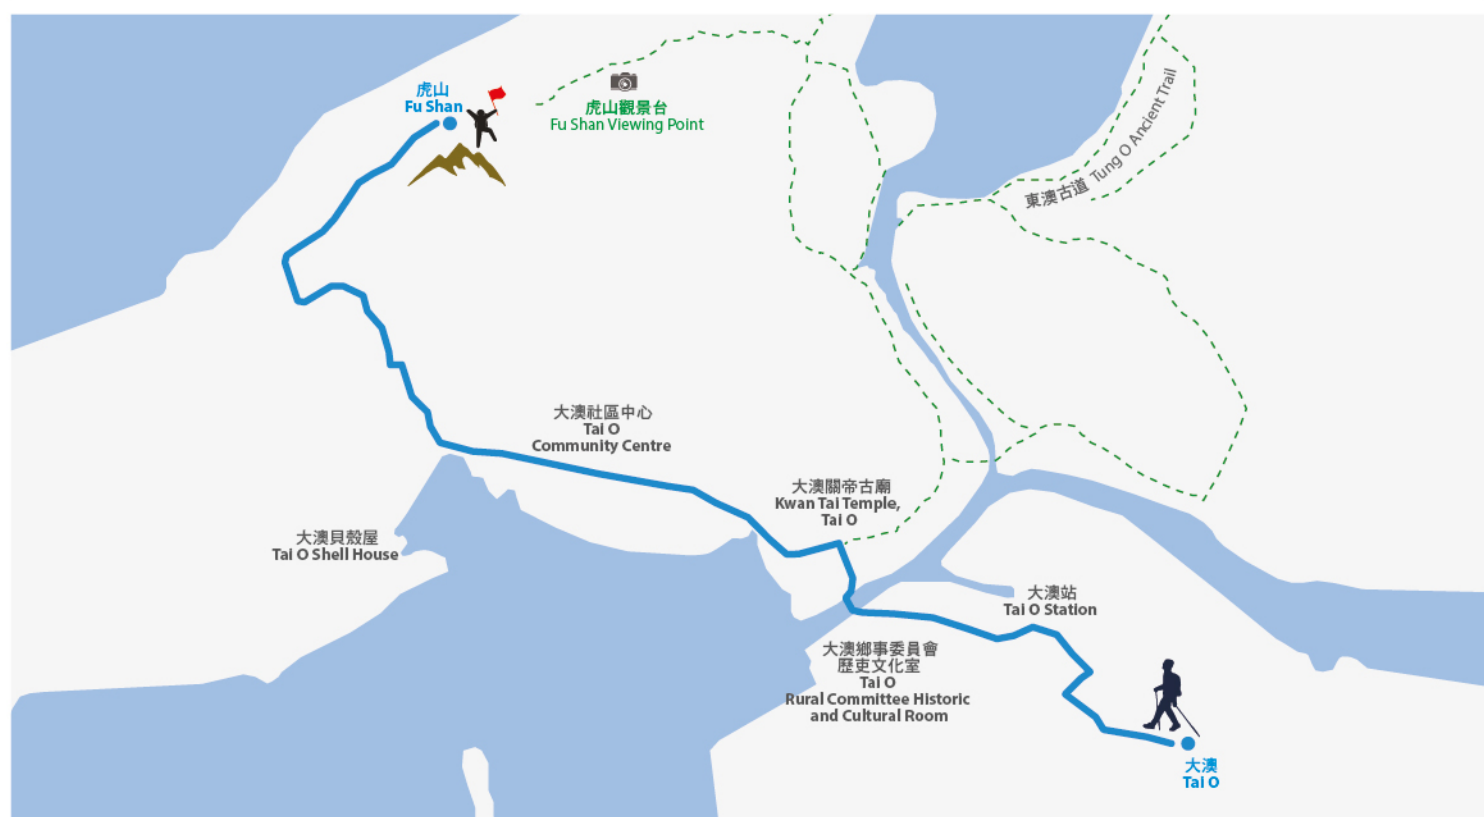 虎山
Fu Shan
虎山觀景台
Fu Shan Viewing Point
東澳古道 Tung O Ancient Trail
大澳社區中心
Tai O
Community Centre
大澳關帝古廟
Kwan Tai Temple,
Tai O
大澳貝殼屋
Tai O Shell House
大澳站
Tai O Station
大澳鄉事委員會
歷史文化室
Tai O
Rural Committee Historic
and Cultural Room
大澳
Tai O